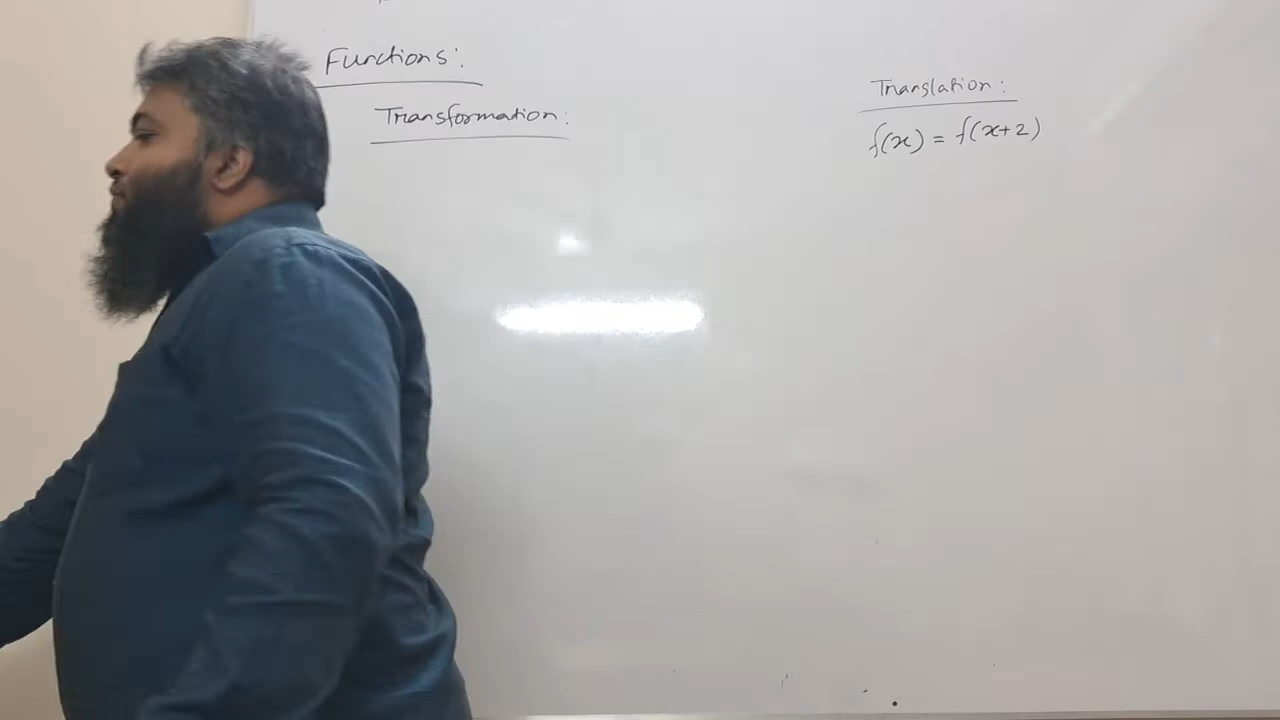 Functions:
Transformation:
Translation:
f(x) = f(x+2)